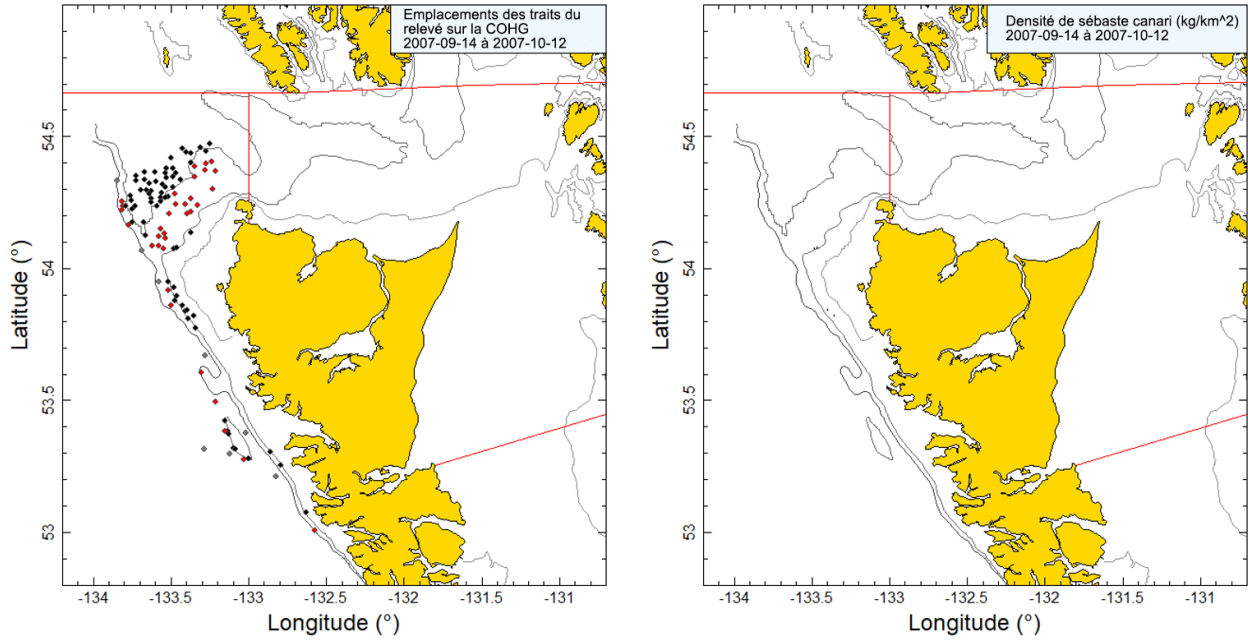 Emplacements des traits du
relevé sur la COHG
2007-09-14 à 2007-10-12
54.5
54
53.5
53
Latitude (°)
-134
-133.5
-133
-132.5
-132
-131.5
-131
Longitude (°)
Densité de sébaste canari (kg/km^2)
2007-09-14 à 2007-10-12
54.5
54
53.5
53
Latitude (°)
-134
-133.5
-133
-132.5
-132
-131.5
-131
Longitude (°)